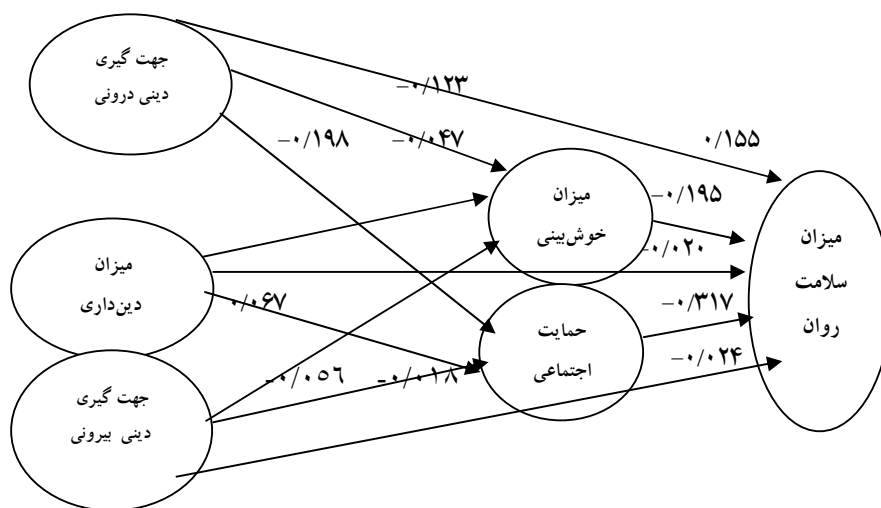 جهت گیری
دینی درونی
-۰/۱۲۳
-۰/۱۹۸
-۰/۰۴۷
۰/۱۵۵
میزان
خوش‌بینی
-۰/۱۹۵
-۰/۰۲۰
میزان
سلامت
روان
میزان
دین‌داری
۰/۰۶۷
حمایت
اجتماعی
-۰/۳۱۷
-۰/۰۲۴
جهت گیری
دینی بیرونی
-۰/۰۵۶
-۰/۰۱۸